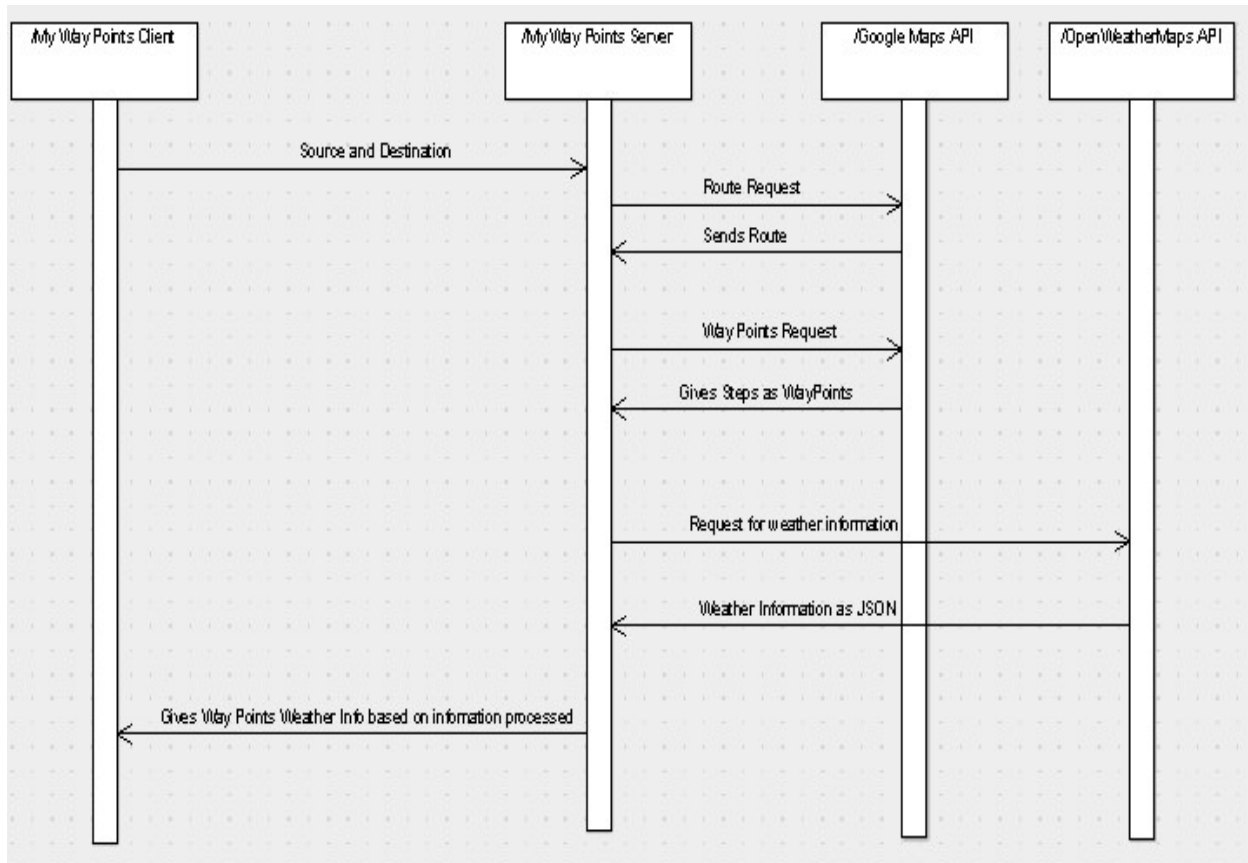 /My Way Points Client
/My Way Points Server
/Google Maps API
/OpenWeatherMaps API
Source and Destination
Route Request
Sends Route
Way Points Request
Gives Steps as WayPoints
Request for weather information
Weather Information as JSON
Gives Way Points Weather Info based on infornation processed